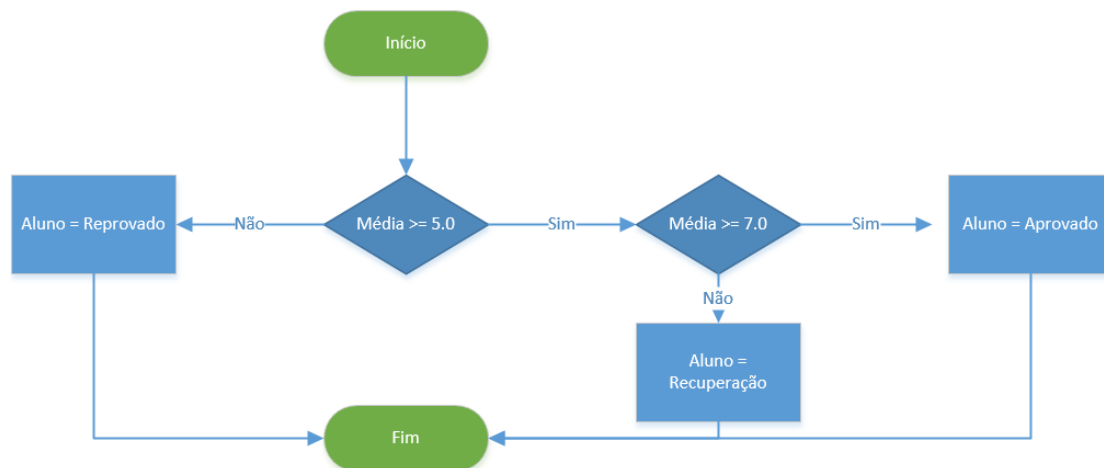 Início
Aluno = Reprovado
Não
Média >= 5.0
Sim
Média >= 7.0
Sim
Aluno = Aprovado
Não
Aluno =
Recuperação
Fim